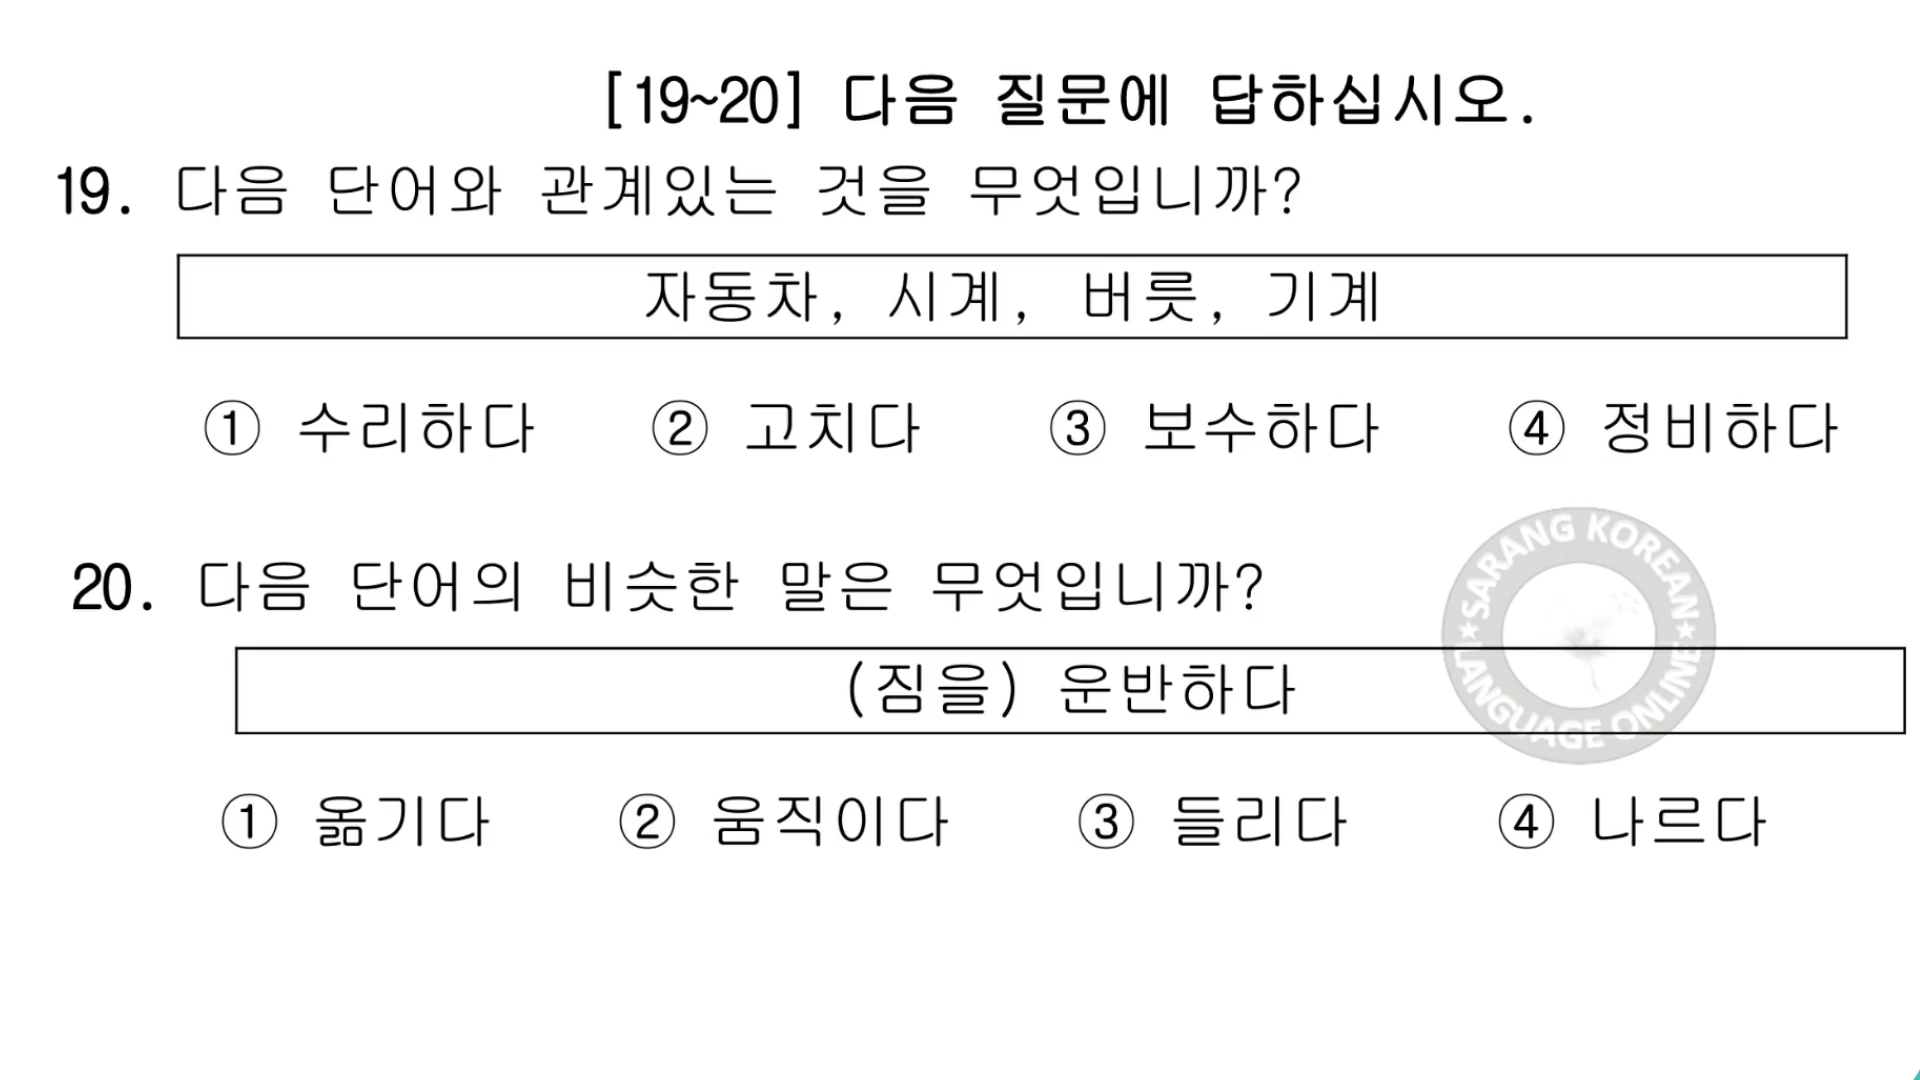 [19~20] 다음 질문에 답하십시오.
19. 다음 단어와 관계있는 것을 무엇입니까?
자동차, 시계, 버릇, 기계
① 수리하다 ② 고치다 ③ 보수하다 ④ 정비하다
20. 다음 단어의 비슷한 말은 무엇입니까?
(짐을) 운반하다
① 옮기다 ② 움직이다 ③ 들리다 ④ 나르다
★SARANG KOREAN★
LANGUAGE ONLINE